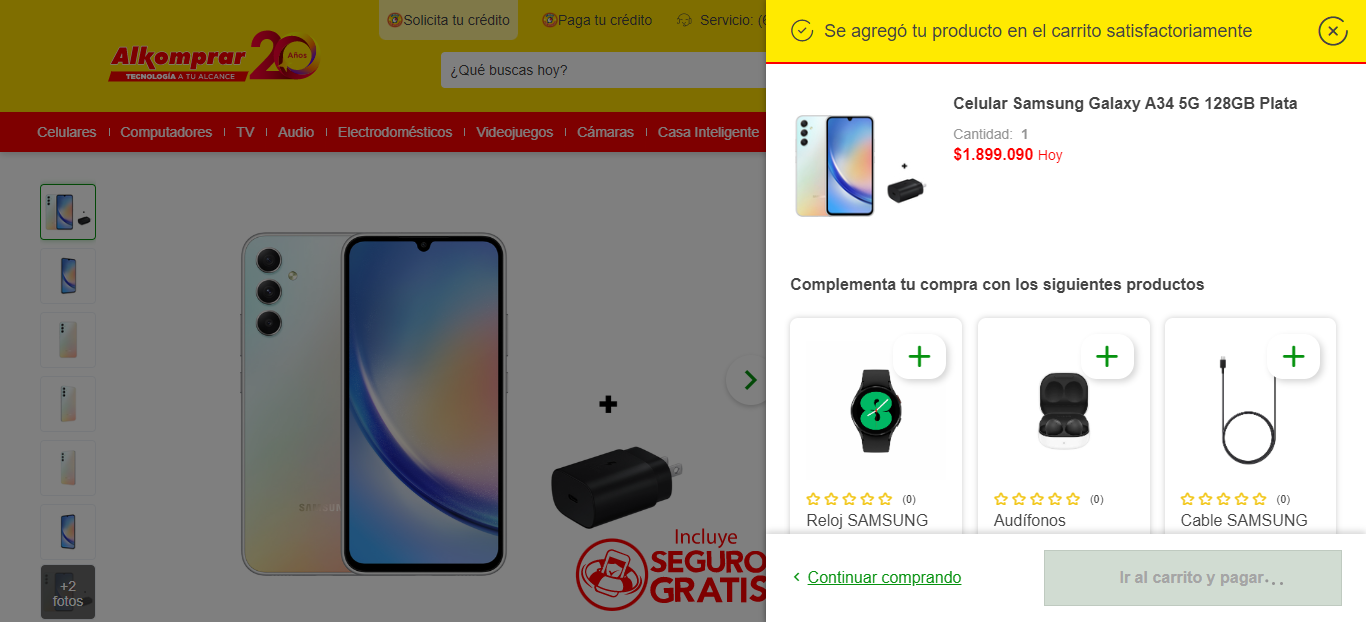 Solicita tu crédito
Paga tu crédito
Servicio: (6
Alkomprar 20 Años
TECNOLOGÍA A TU ALCANCE
¿Qué buscas hoy?
Celulares
Computadores
TV
Audio
Electrodomésticos
Videojuegos
Cámaras
Casa Inteligente
SAMSUNG
Incluye
SEGURO
GRATIS
+2
fotos
Se agregó tu producto en el carrito satisfactoriamente
Celular Samsung Galaxy A34 5G 128GB Plata
Cantidad: 1
$1.899.090 Hoy
Complementa tu compra con los siguientes productos
(0)
Reloj SAMSUNG
(0)
Audífonos
(0)
Cable SAMSUNG
Continuar comprando
Ir al carrito y pagar...